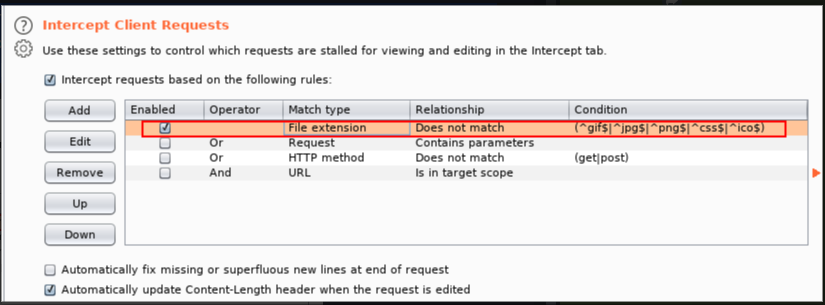 Intercept Client Requests
Use these settings to control which requests are stalled for viewing and editing in the Intercept tab.
Intercept requests based on the following rules:
Add
Edit
Remove
Up
Down
Enabled Operator Match type Relationship Condition
File extension Does not match (^gif$|^jpg$|^png$|^css$|^ico$)
Or Request Contains parameters
Or HTTP method Does not match (get|post)
And URL Is in target scope
Automatically fix missing or superfluous new lines at end of request
Automatically update Content-Length header when the request is edited